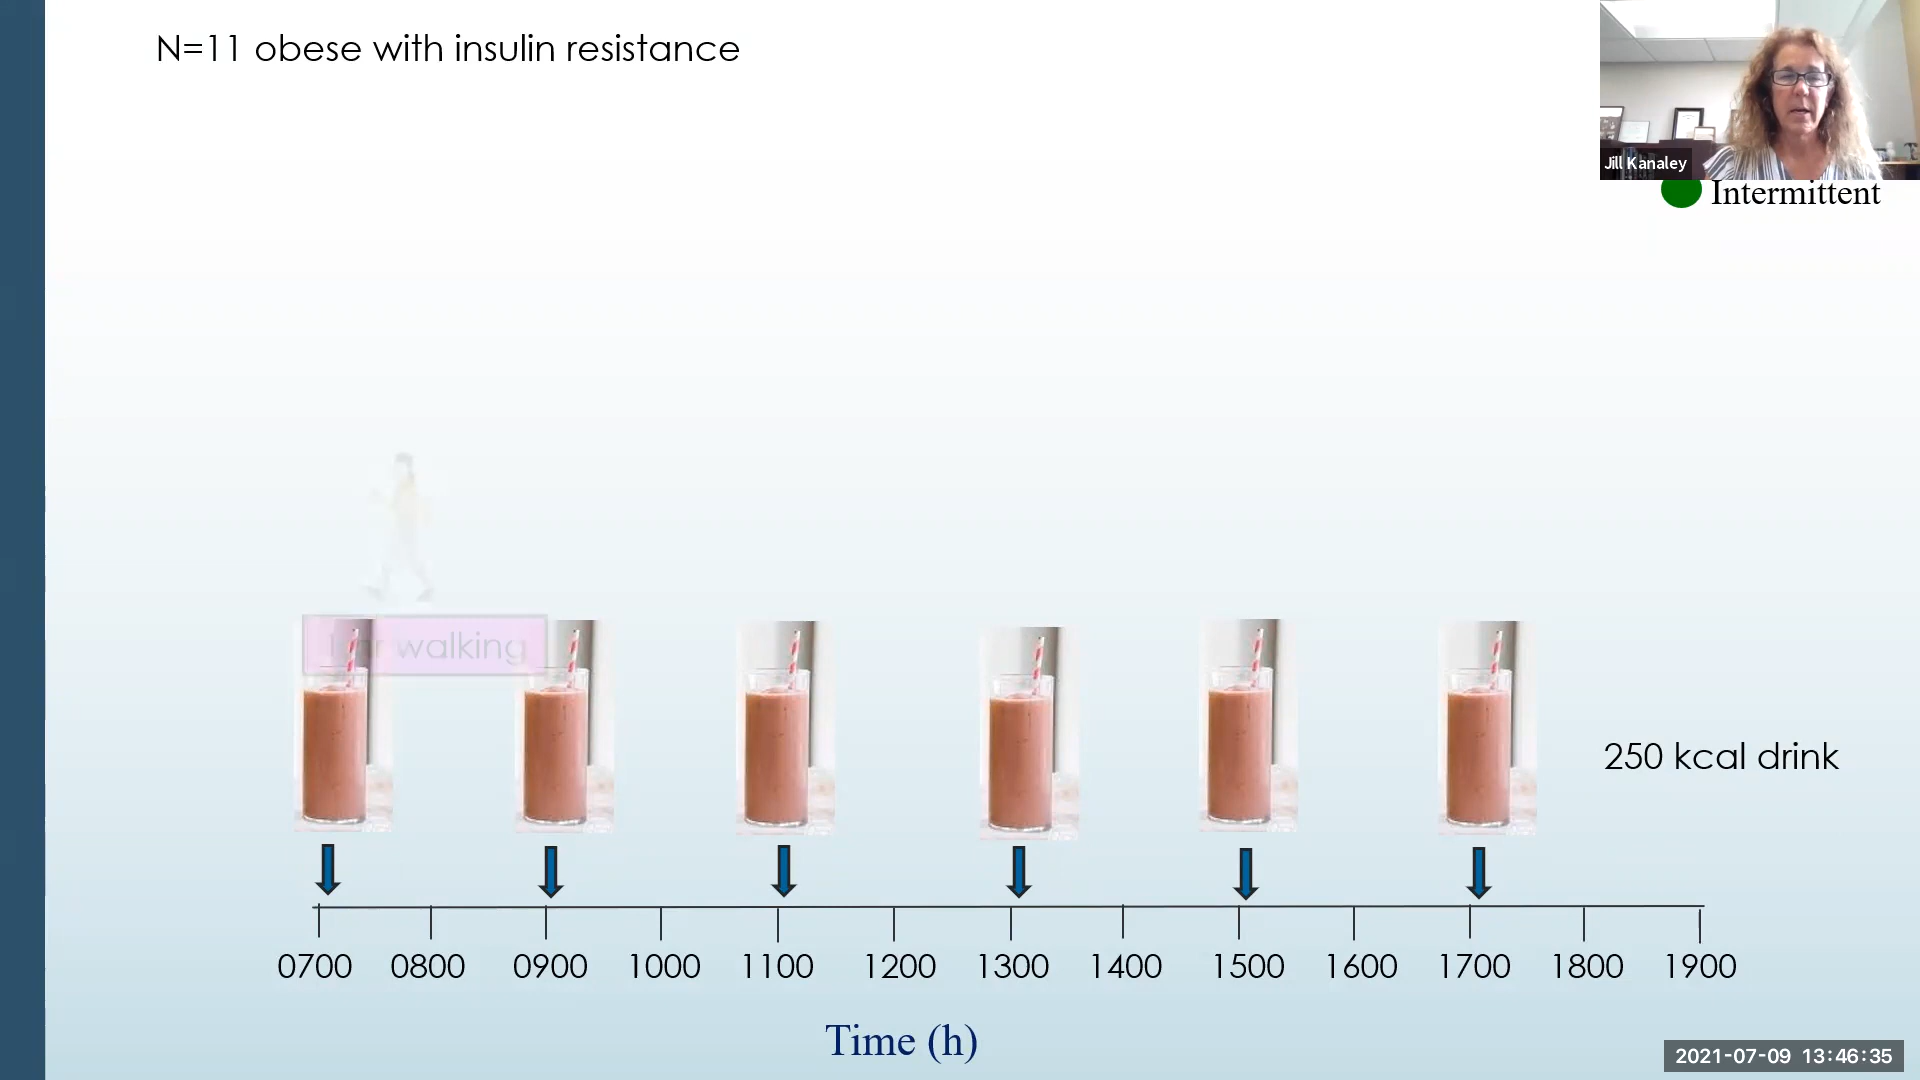 N=11 obese with insulin resistance
Jill Kanaley
Intermittent
walking
250 kcal drink
0700 0800 0900 1000 1100 1200 1300 1400 1500 1600 1700 1800 1900
Time (h)
2021-07-09 13:46:35